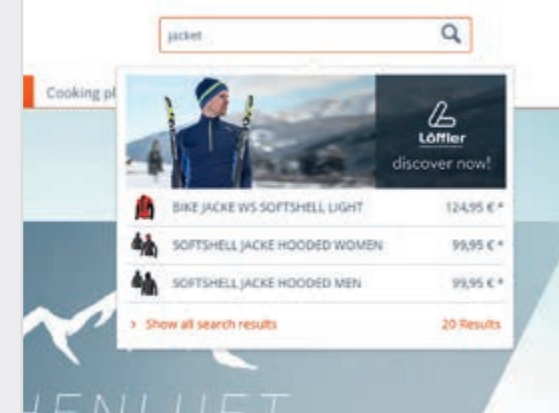 jacket
Cooking pl
Löffler
discover now!
BIKE JACKE WS SOFTSHELL LIGHT 124,95 € *
SOFTSHELL JACKE HOODED WOMEN 99,95 € *
SOFTSHELL JACKE HOODED MEN 99,95 € *
> Show all search results 20 Results
HENLUFT